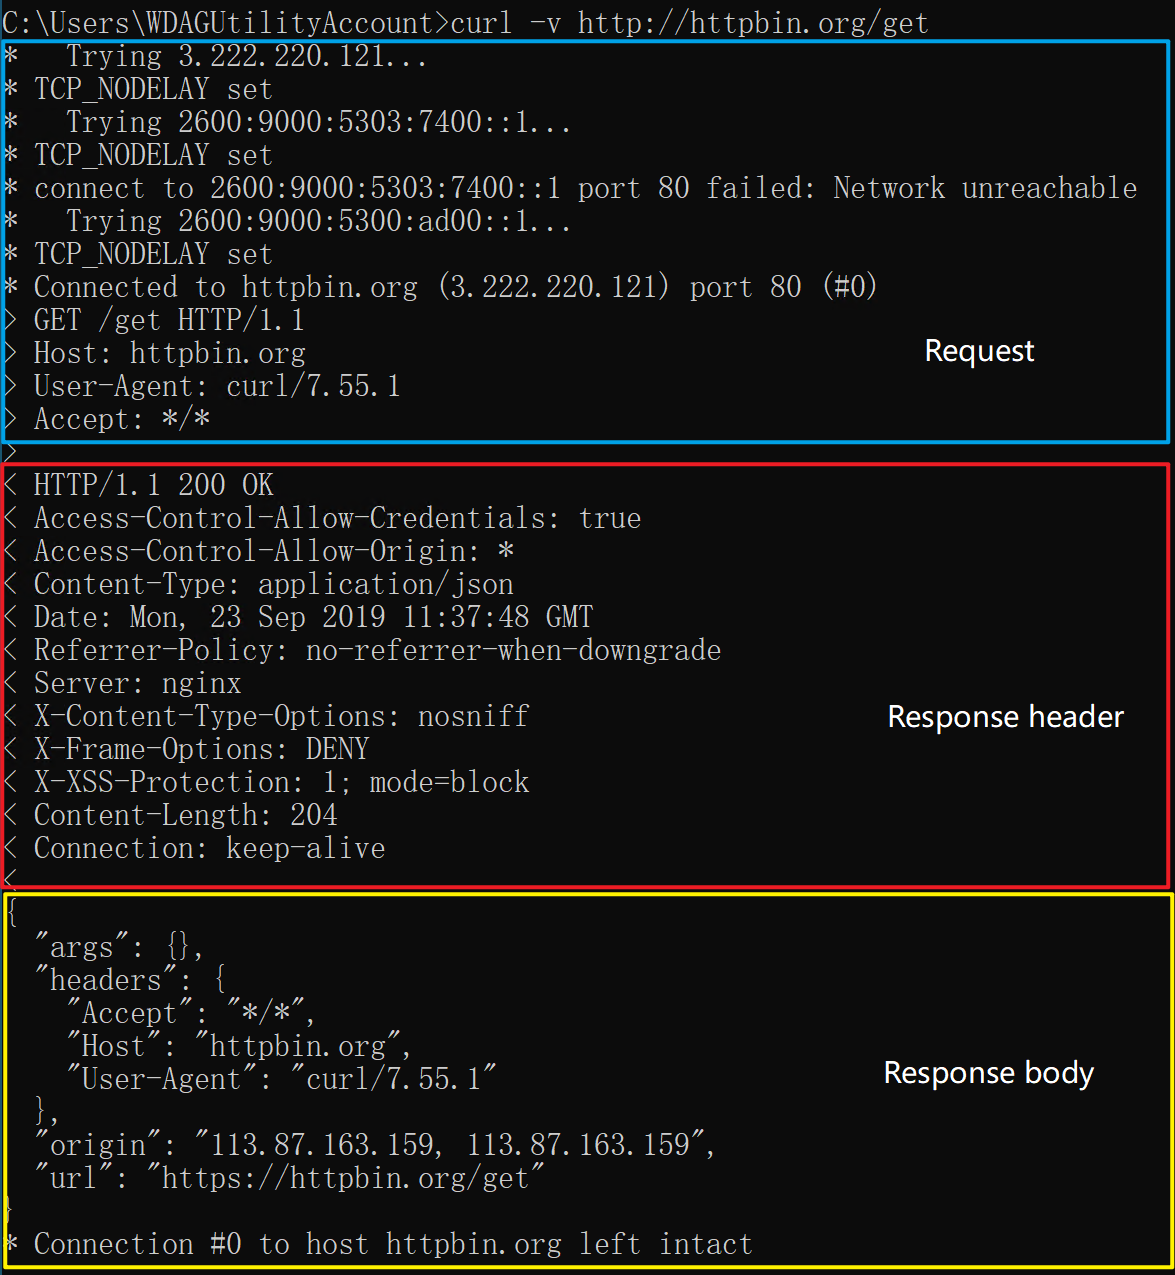 C:\Users\WDAGUtilityAccount>curl -v http://httpbin.org/get
*   Trying 3.222.220.121...
* TCP_NODELAY set
*   Trying 2600:9000:5303:7400::1...
* TCP_NODELAY set
* connect to 2600:9000:5303:7400::1 port 80 failed: Network unreachable
*   Trying 2600:9000:5300:ad00::1...
* TCP_NODELAY set
* Connected to httpbin.org (3.222.220.121) port 80 (#0)
> GET /get HTTP/1.1
> Host: httpbin.org
Request
> User-Agent: curl/7.55.1
> Accept: */*
>
< HTTP/1.1 200 OK
< Access-Control-Allow-Credentials: true
< Access-Control-Allow-Origin: *
< Content-Type: application/json
< Date: Mon, 23 Sep 2019 11:37:48 GMT
< Referrer-Policy: no-referrer-when-downgrade
< Server: nginx
< X-Content-Type-Options: nosniff
Response header
< X-Frame-Options: DENY
< X-XSS-Protection: 1; mode=block
< Content-Length: 204
< Connection: keep-alive
<
{
  "args": {},
  "headers": {
    "Accept": "*/*",
    "Host": "httpbin.org",
    "User-Agent": "curl/7.55.1"
Response body
  },
  "origin": "113.87.163.159, 113.87.163.159",
  "url": "https://httpbin.org/get"
}
* Connection #0 to host httpbin.org left intact